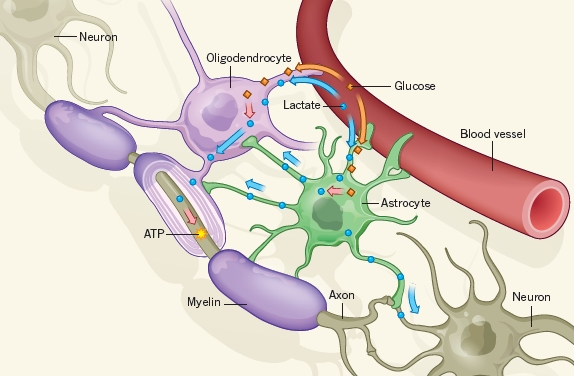 Neuron
Oligodendrocyte
Glucose
Lactate
Blood vessel
Astrocyte
ATP
Myelin
Axon
Neuron